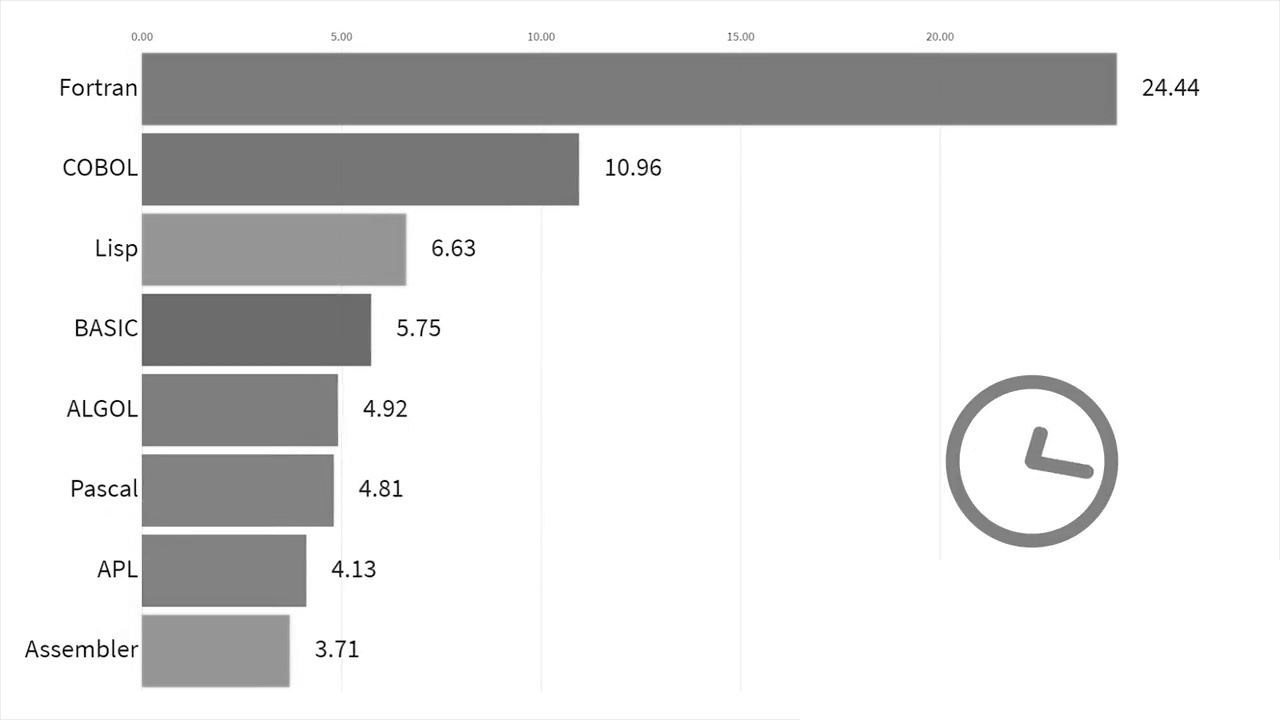 0.00 5.00 10.00 15.00 20.00
Fortran 24.44
COBOL 10.96
Lisp 6.63
BASIC 5.75
ALGOL 4.92
Pascal 4.81
APL 4.13
Assembler 3.71